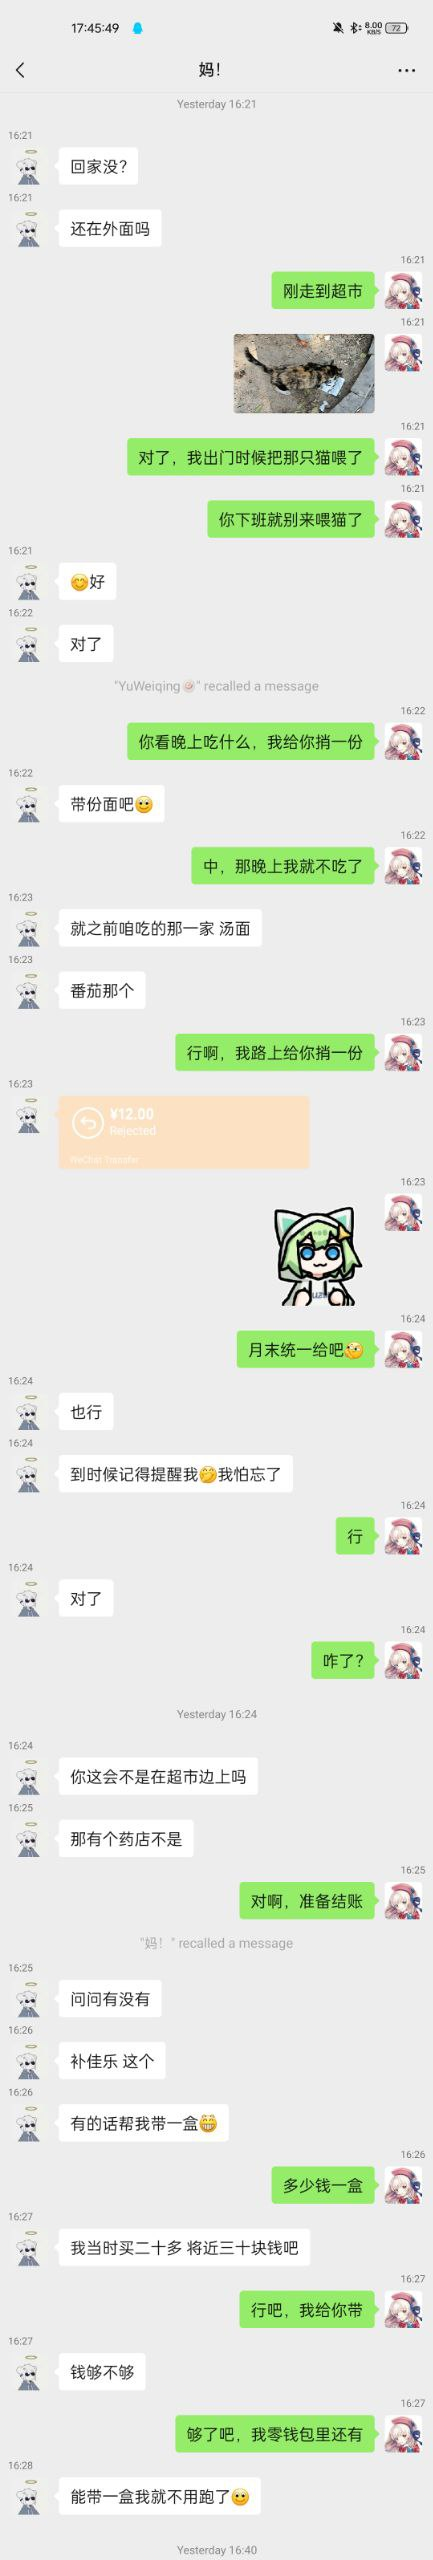 17:45:49
8.00
KB/S
72
妈！
Yesterday 16:21
16:21
回家没？
16:21
还在外面吗
16:21
刚走到超市
16:21
16:21
对了，我出门时候把那只猫喂了
16:21
你下班就别来喂猫了
16:21
😊好
16:22
对了
"YuWeiqing🍥" recalled a message
16:22
你看晚上吃什么，我给你捎一份
16:22
带份面吧🙂
16:22
中，那晚上我就不吃了
16:23
就之前咱吃的那一家 汤面
16:23
番茄那个
16:23
行啊，我路上给你捎一份
16:23
¥12.00
Rejected
WeChat Transfer
16:23
16:24
月末统一给吧🧐
16:24
也行
16:24
到时候记得提醒我🤭我怕忘了
16:24
行
16:24
对了
16:24
咋了？
Yesterday 16:24
16:24
你这会不是在超市边上吗
16:25
那有个药店不是
16:25
对啊，准备结账
"妈！" recalled a message
16:25
问问有没有
16:26
补佳乐 这个
16:26
有的话帮我带一盒😁
16:26
多少钱一盒
16:27
我当时买二十多 将近三十块钱吧
16:27
行吧，我给你带
16:27
钱够不够
16:27
够了吧，我零钱包里还有
16:28
能带一盒我就不用跑了🙂
Yesterday 16:40